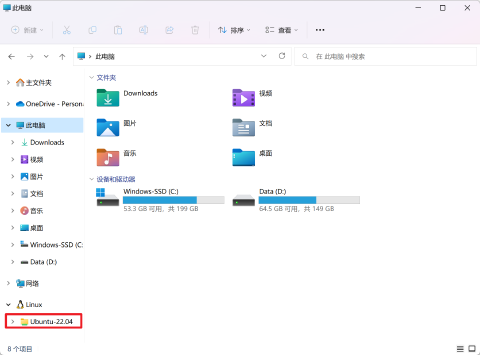 此电脑
新建
排序
查看
此电脑
在 此电脑 中搜索
主文件夹
OneDrive - Persona
此电脑
Downloads
视频
图片
文档
音乐
桌面
Windows-SSD (C:
Data (D:)
网络
Linux
Ubuntu-22.04
文件夹
Downloads
视频
图片
文档
音乐
桌面
设备和驱动器
Windows-SSD (C:)
53.3 GB 可用，共 199 GB
Data (D:)
64.5 GB 可用，共 149 GB
8 个项目